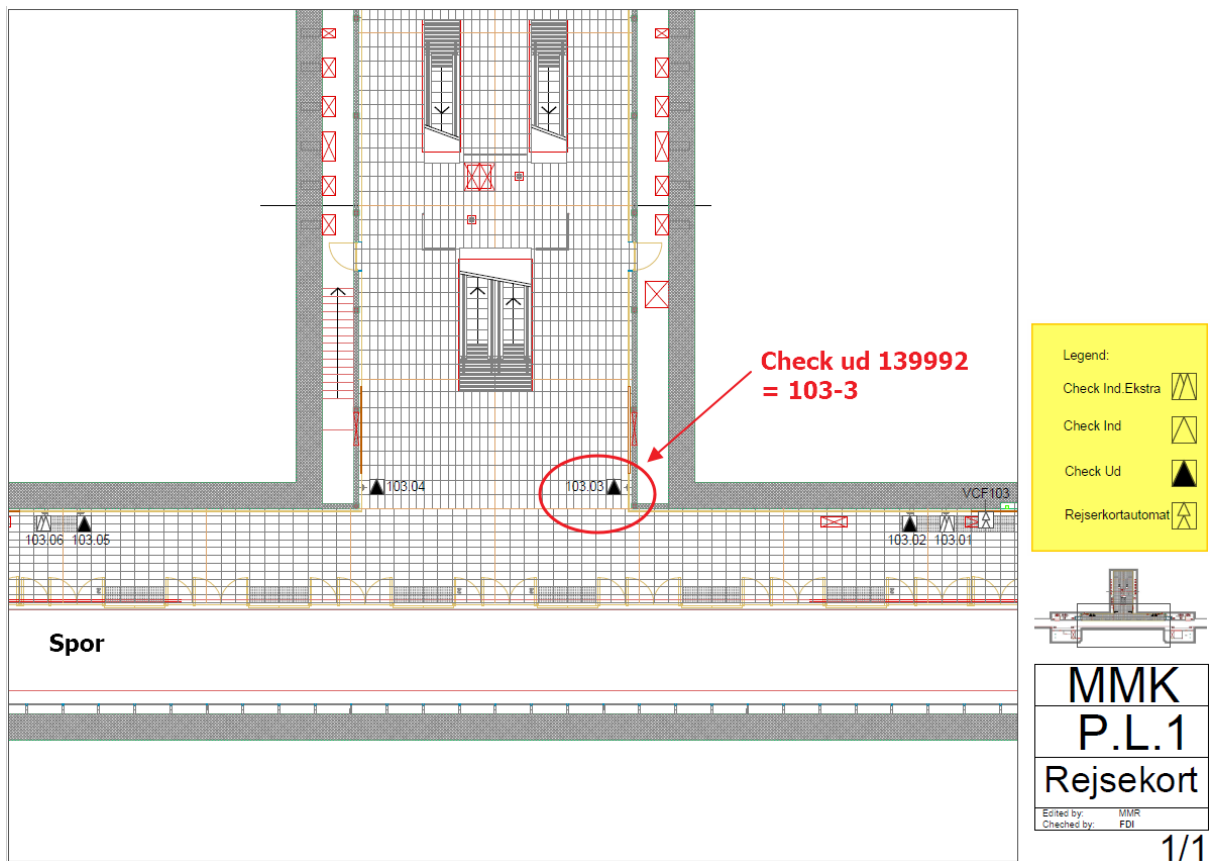 Check ud 139992
= 103-3
103.04
103.03
VCF103
103.06
103.05
103.02
103.01
Spor
Legend:
Check Ind.Ekstra
Check Ind
Check Ud
Rejserkortautomat
MMK
P.L.1
Rejsekort
Edited by: MMR
Cheched by: FDI
1/1